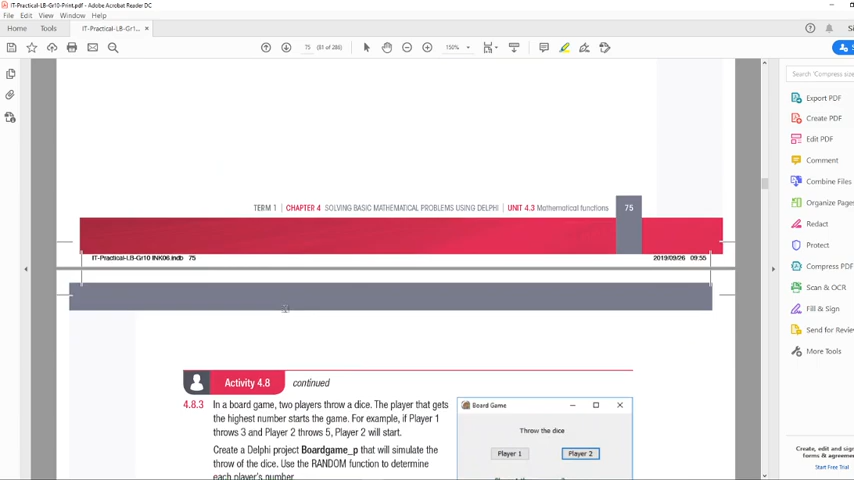 IT-Practical-LB-Gr10-Print.pdf - Adobe Acrobat Reader DC
File Edit View Window Help
Home Tools IT-Practical-LB-Gr1... ×
75 (81 of 288) 150%
Search 'Compress
Export PDF
Create PDF
Edit PDF
Comment
Combine Files
Organize Pages
Redact
Protect
Compress PDF
Scan & OCR
Fill & Sign
Send for Review
More Tools
Create, edit and sign
forms & agreeme
Start Free Trial
TERM 1 | CHAPTER 4 SOLVING BASIC MATHEMATICAL PROBLEMS USING DELPHI | UNIT 4.3 Mathematical functions 75
IT-Practical-LB-Gr10 INK06.indb 75 2019/09/26 09:55
Activity 4.8 continued
4.8.3 In a board game, two players throw a dice. The player that gets
the highest number starts the game. For example, if Player 1
throws 3 and Player 2 throws 5, Player 2 will start.
Create a Delphi project Boardgame_p that will simulate the
throw of the dice. Use the RANDOM function to determine
each player's number.
Board Game
Throw the dice
Player 1 Player 2